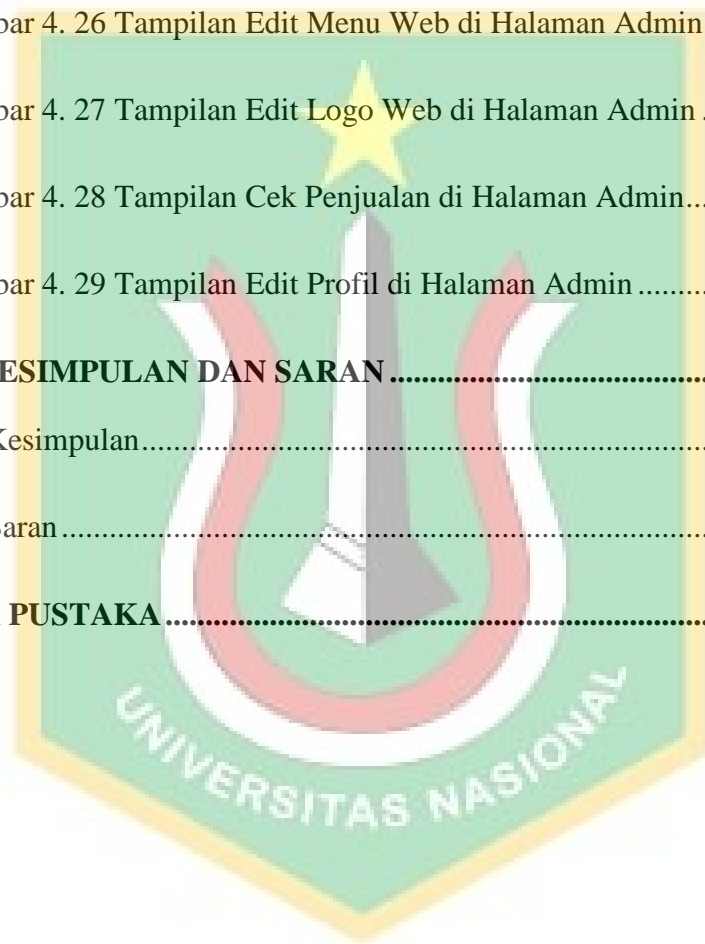 bar 4. 26 Tampilan Edit Menu Web di Halaman Admin
bar 4. 27 Tampilan Edit Logo Web di Halaman Admin .
bar 4. 28 Tampilan Cek Penjualan di Halaman Admin...
bar 4. 29 Tampilan Edit Profil di Halaman Admin .........
ESIMPULAN DAN SARAN .......................................
Kesimpulan.....................................................................
Saran ..............................................................................
PUSTAKA ..................................................................
UNIVERSITAS NASIONAL